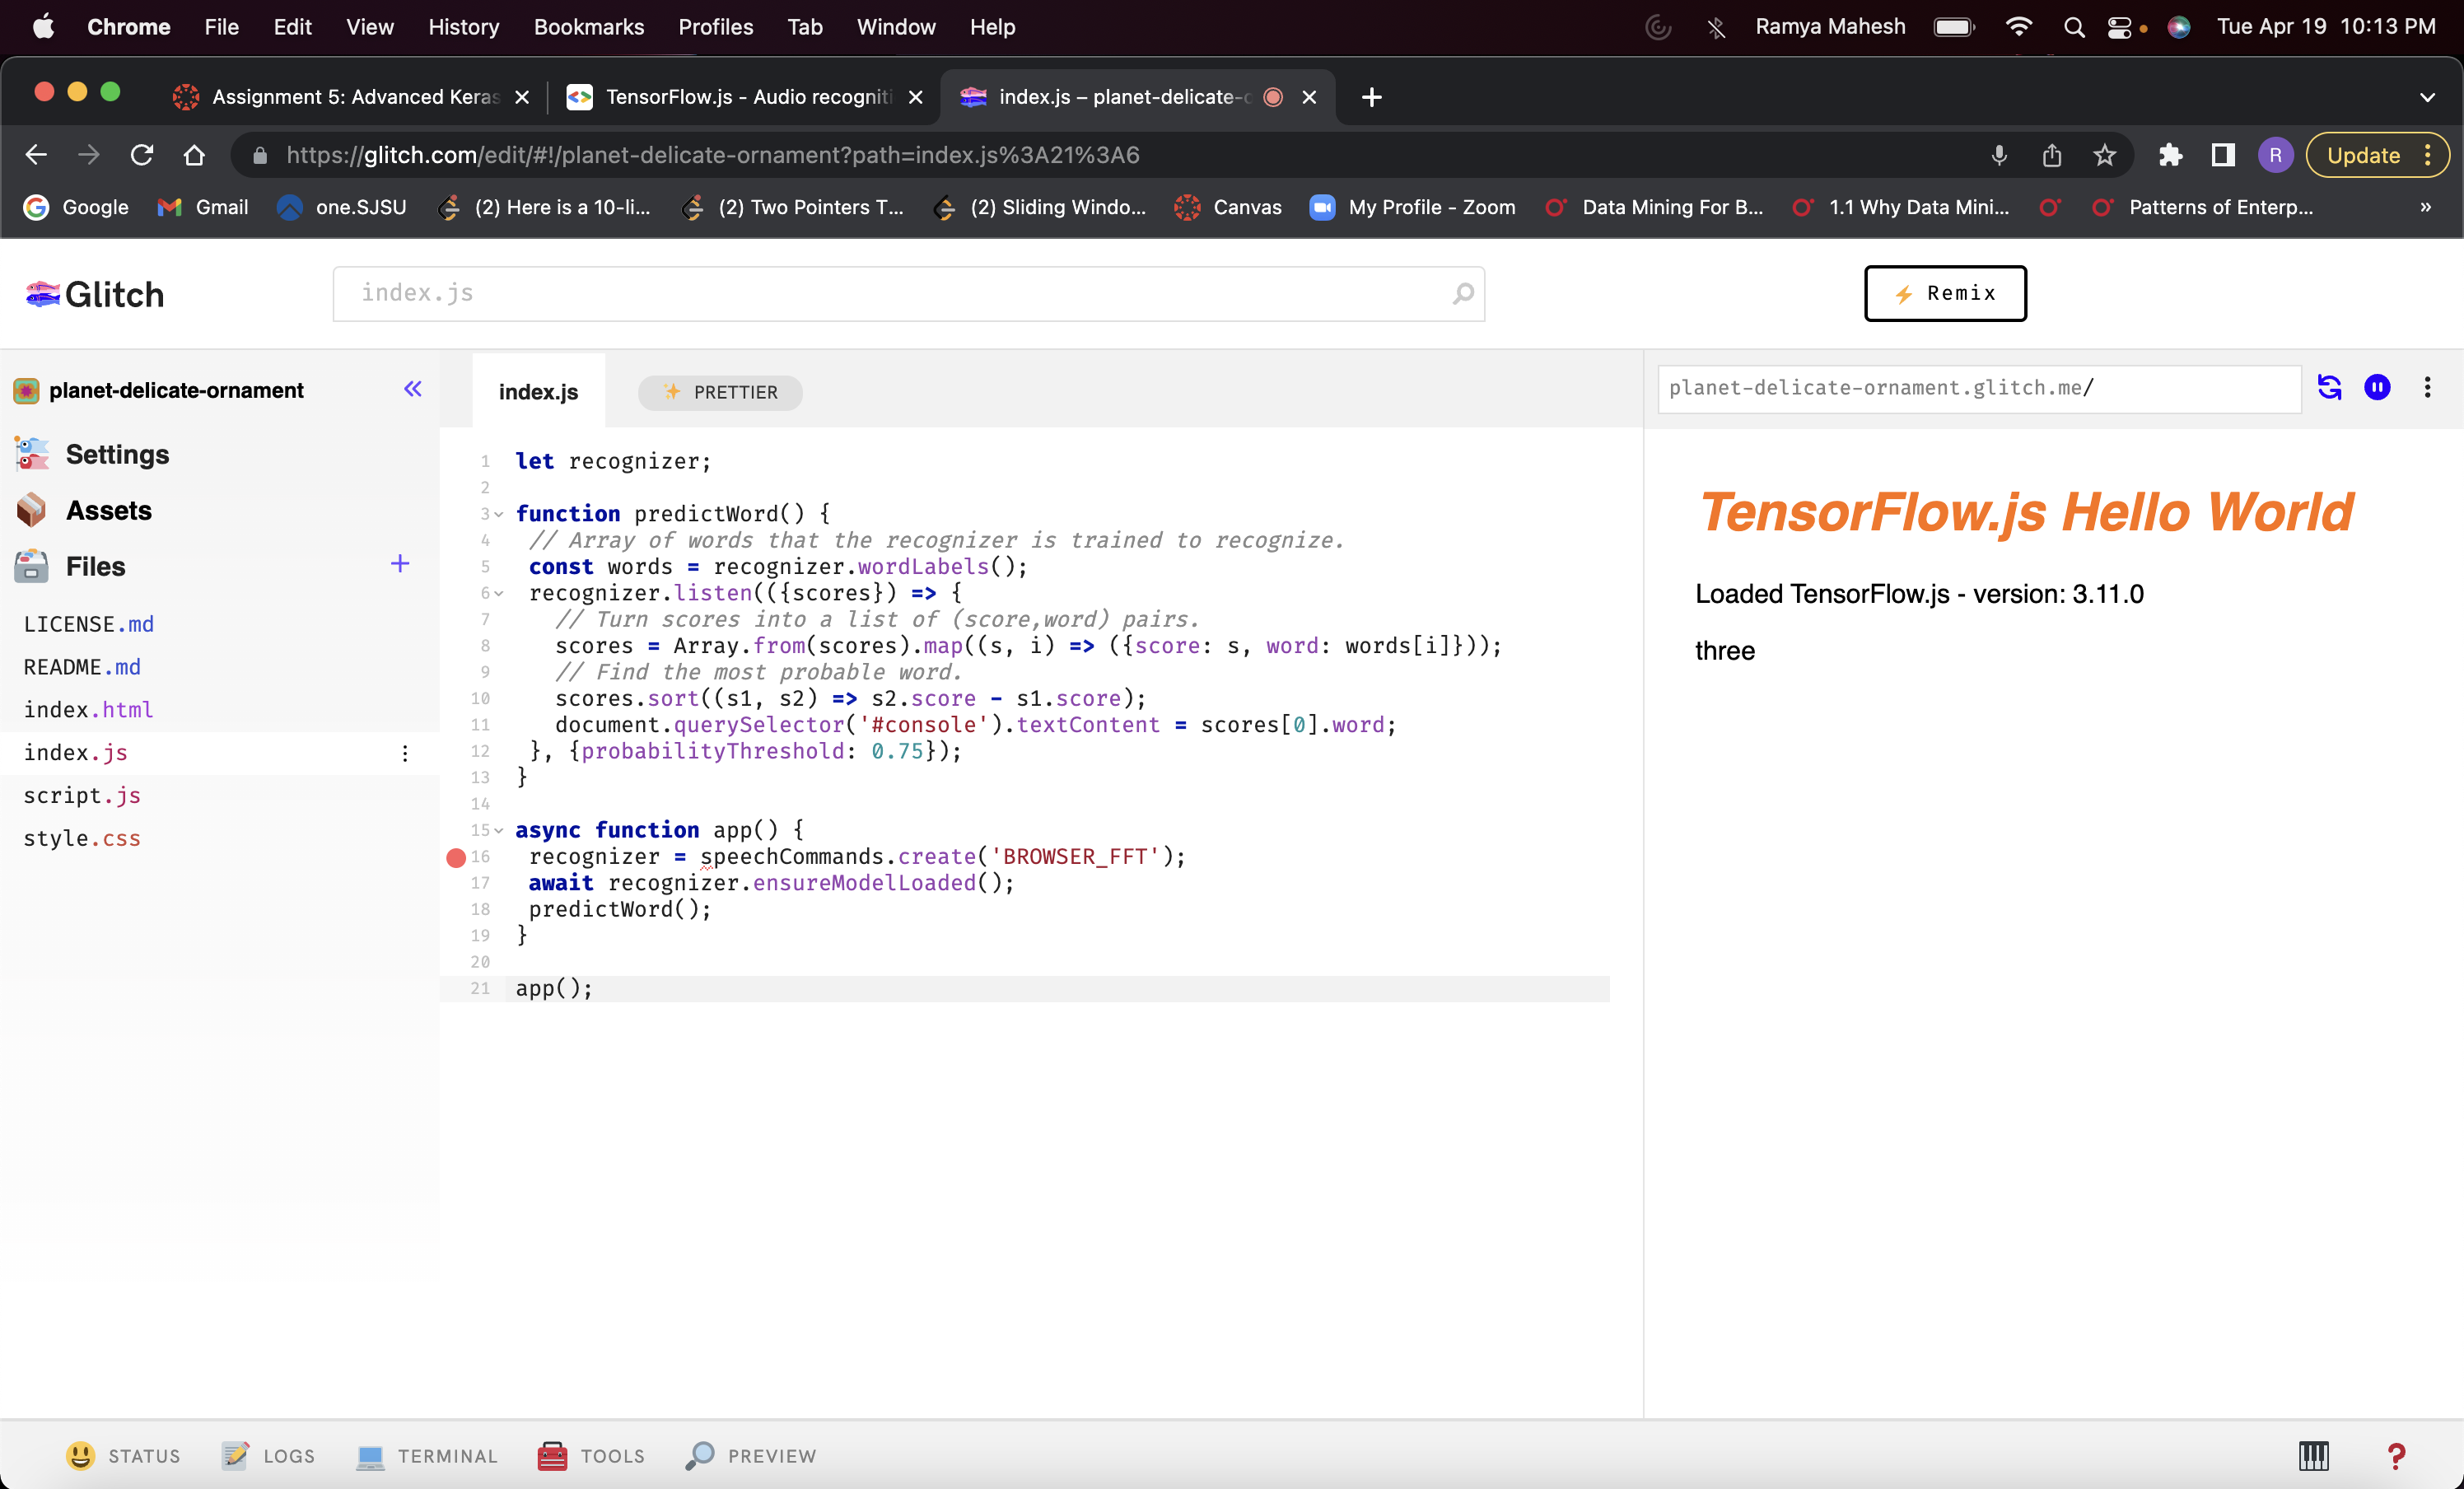 Chrome File Edit View History Bookmarks Profiles Tab Window Help Ramya Mahesh Tue Apr 19 10:13 PM
Assignment 5: Advanced Keras TensorFlow.js - Audio recogniti index.js – planet-delicate-o
https://glitch.com/edit/#!/planet-delicate-ornament?path=index.js%3A21%3A6 R Update
Google Gmail one.SJSU (2) Here is a 10-li... (2) Two Pointers T... (2) Sliding Windo... Canvas My Profile - Zoom Data Mining For B... 1.1 Why Data Mini... Patterns of Enterp... »
Glitch index.js Remix
planet-delicate-ornament
Settings
Assets
Files +
LICENSE.md
README.md
index.html
index.js
script.js
style.css
index.js PRETTIER
1 let recognizer;
2
3 function predictWord() {
4 // Array of words that the recognizer is trained to recognize.
5 const words = recognizer.wordLabels();
6 recognizer.listen(({scores}) => {
7 // Turn scores into a list of (score,word) pairs.
8 scores = Array.from(scores).map((s, i) => ({score: s, word: words[i]}));
9 // Find the most probable word.
10 scores.sort((s1, s2) => s2.score - s1.score);
11 document.querySelector('#console').textContent = scores[0].word;
12 }, {probabilityThreshold: 0.75});
13 }
14
15 async function app() {
16 recognizer = speechCommands.create('BROWSER_FFT');
17 await recognizer.ensureModelLoaded();
18 predictWord();
19 }
20
21 app();
planet-delicate-ornament.glitch.me/
TensorFlow.js Hello World
Loaded TensorFlow.js - version: 3.11.0
three
STATUS LOGS TERMINAL TOOLS PREVIEW ?